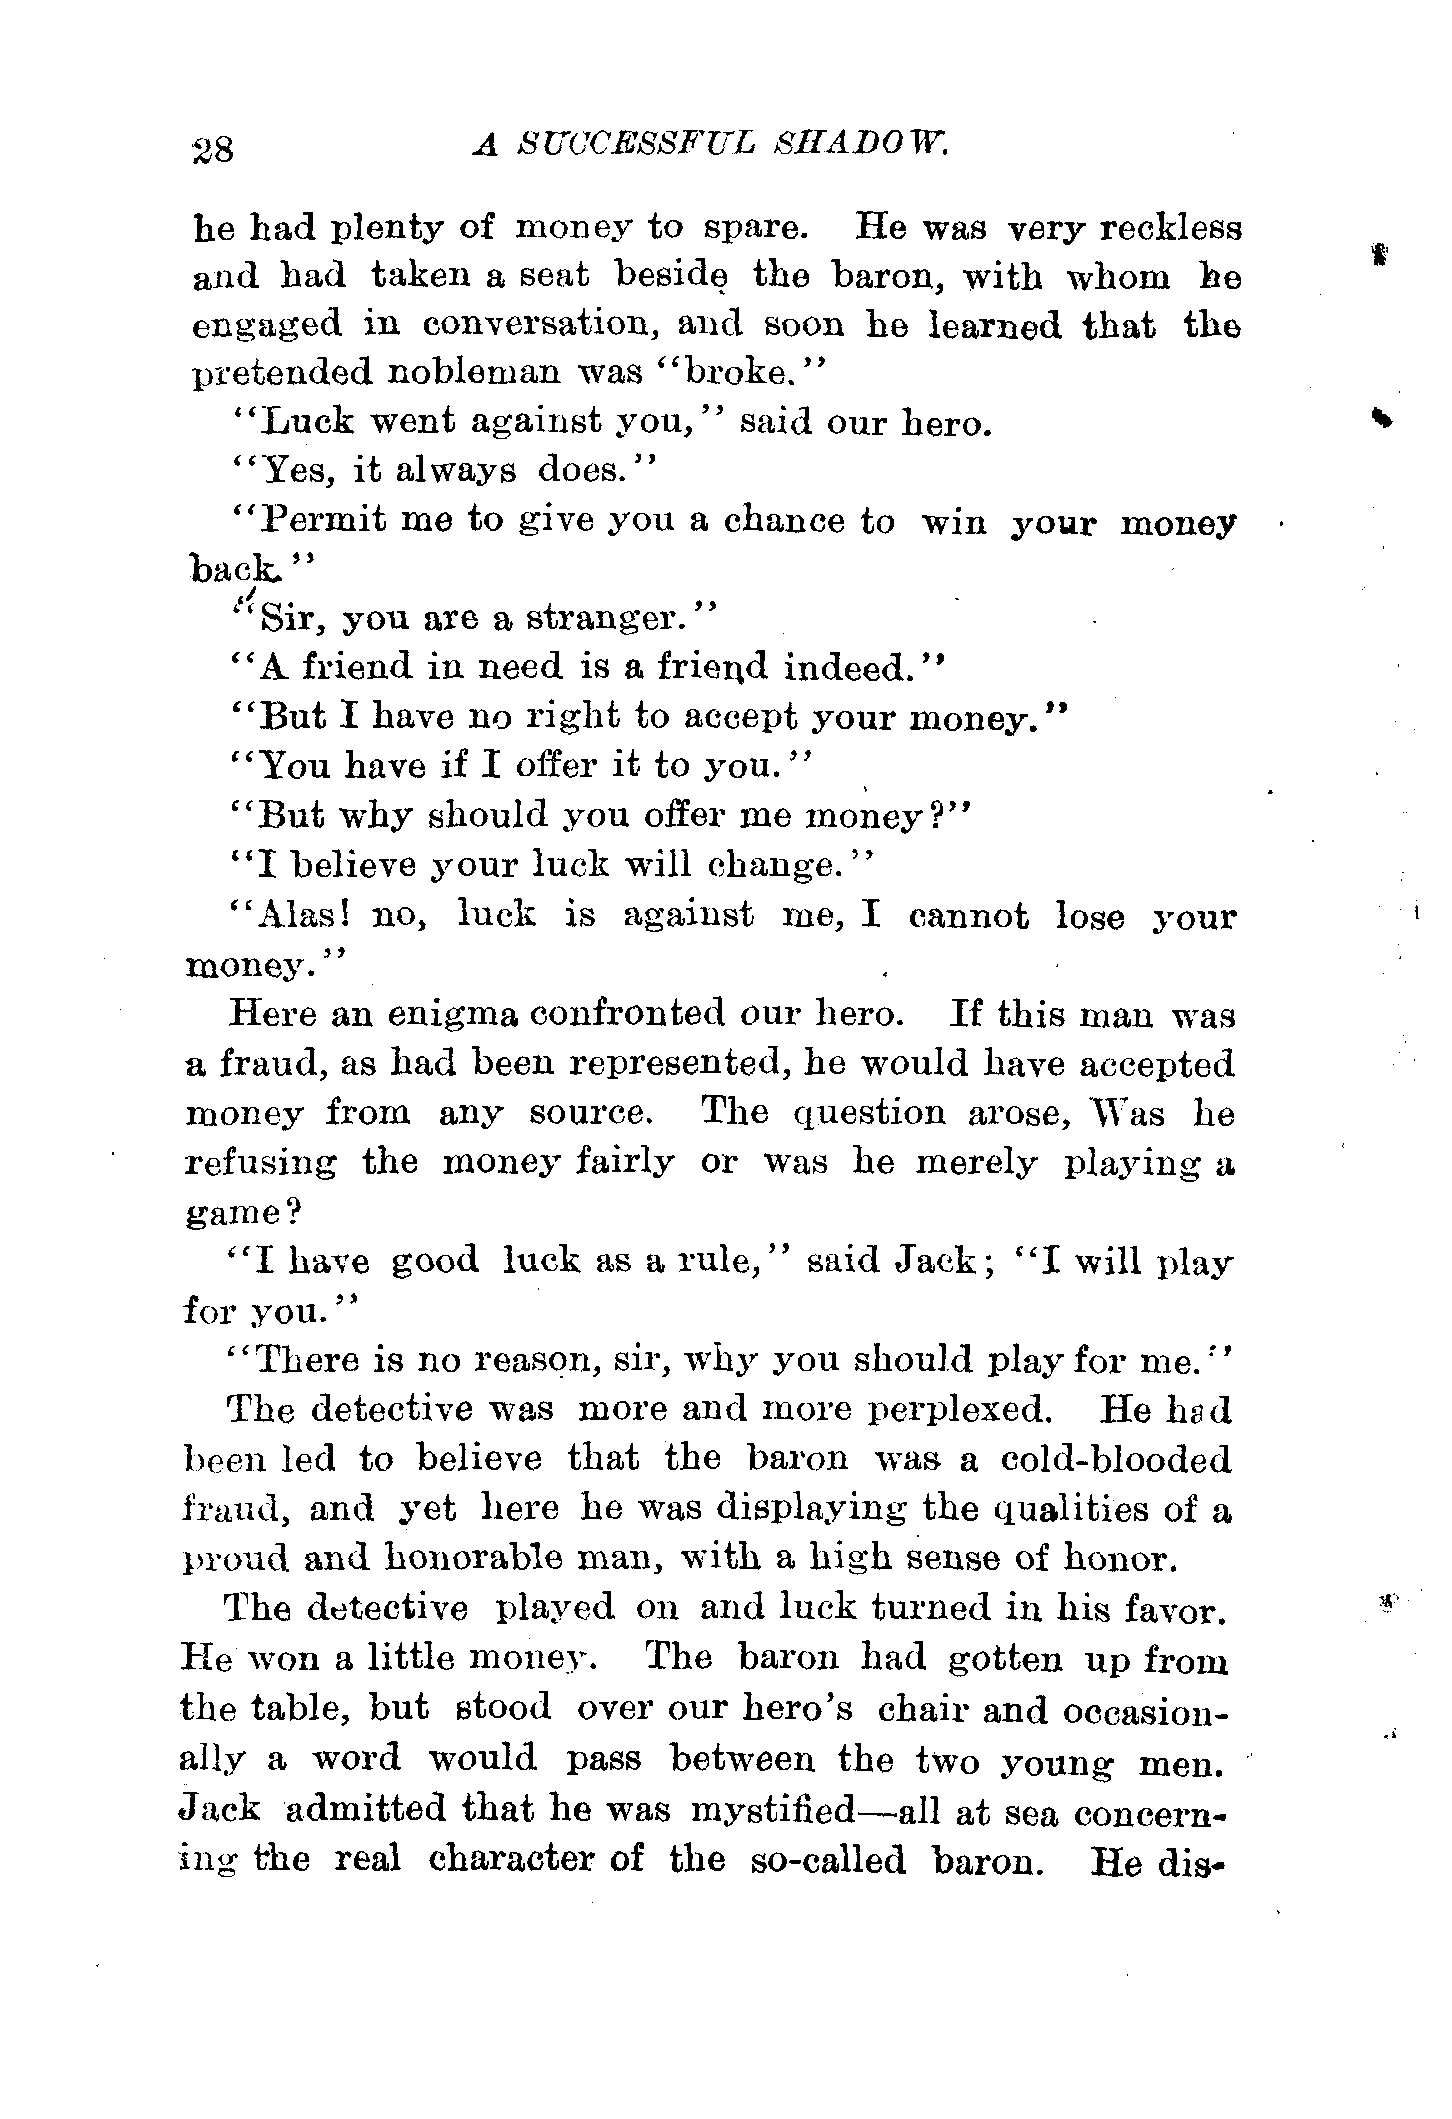 28 A SUCCESSFUL SHADOW.
he had plenty of money to spare. He was very reckless
and had taken a seat beside the baron, with whom he
engaged in conversation, and soon he learned that the
pretended nobleman was "broke."
"Luck went against you," said our hero.
"Yes, it always does."
"Permit me to give you a chance to win your money
back."
"Sir, you are a stranger."
"A friend in need is a friend indeed."
"But I have no right to accept your money."
"You have if I offer it to you."
"But why should you offer me money?"
"I believe your luck will change."
"Alas! no, luck is against me, I cannot lose your
money."
Here an enigma confronted our hero. If this man was
a fraud, as had been represented, he would have accepted
money from any source. The question arose, Was he
refusing the money fairly or was he merely playing a
game?
"I have good luck as a rule," said Jack; "I will play
for you."
"There is no reason, sir, why you should play for me."
The detective was more and more perplexed. He had
been led to believe that the baron was a cold-blooded
fraud, and yet here he was displaying the qualities of a
proud and honorable man, with a high sense of honor.
The detective played on and luck turned in his favor.
He won a little money. The baron had gotten up from
the table, but stood over our hero's chair and occasion-
ally a word would pass between the two young men.
Jack admitted that he was mystified—all at sea concern-
ing the real character of the so-called baron. He dis-